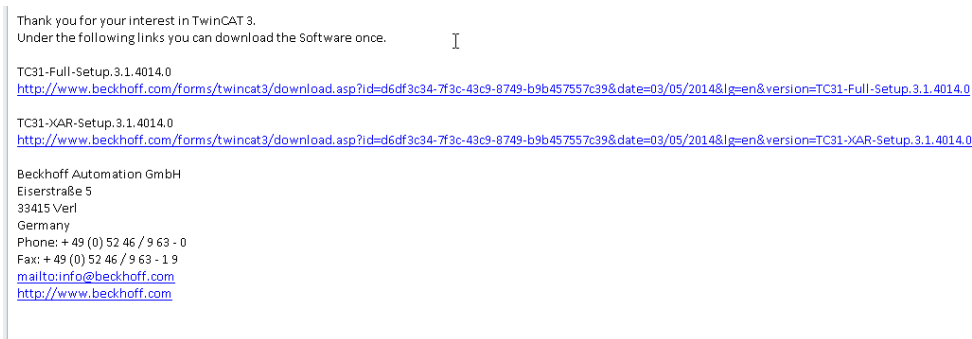 Thank you for your interest in TwinCAT 3.
Under the following links you can download the Software once.
TC31-Full-Setup.3.1.4014.0
http://www.beckhoff.com/forms/twincat3/download.asp?id=d6df3c34-7f3c-43c9-8749-b9b457557c39&date=03/05/2014&lg=en&version=TC31-Full-Setup.3.1.4014.0
TC31-XAR-Setup.3.1.4014.0
http://www.beckhoff.com/forms/twincat3/download.asp?id=d6df3c34-7f3c-43c9-8749-b9b457557c39&date=03/05/2014&lg=en&version=TC31-XAR-Setup.3.1.4014.0
Beckhoff Automation GmbH
Eiserstraße 5
33415 Verl
Germany
Phone: + 49 (0) 52 46 / 9 63 - 0
Fax: + 49 (0) 52 46 / 9 63 - 1 9
mailto:info@beckhoff.com
http://www.beckhoff.com